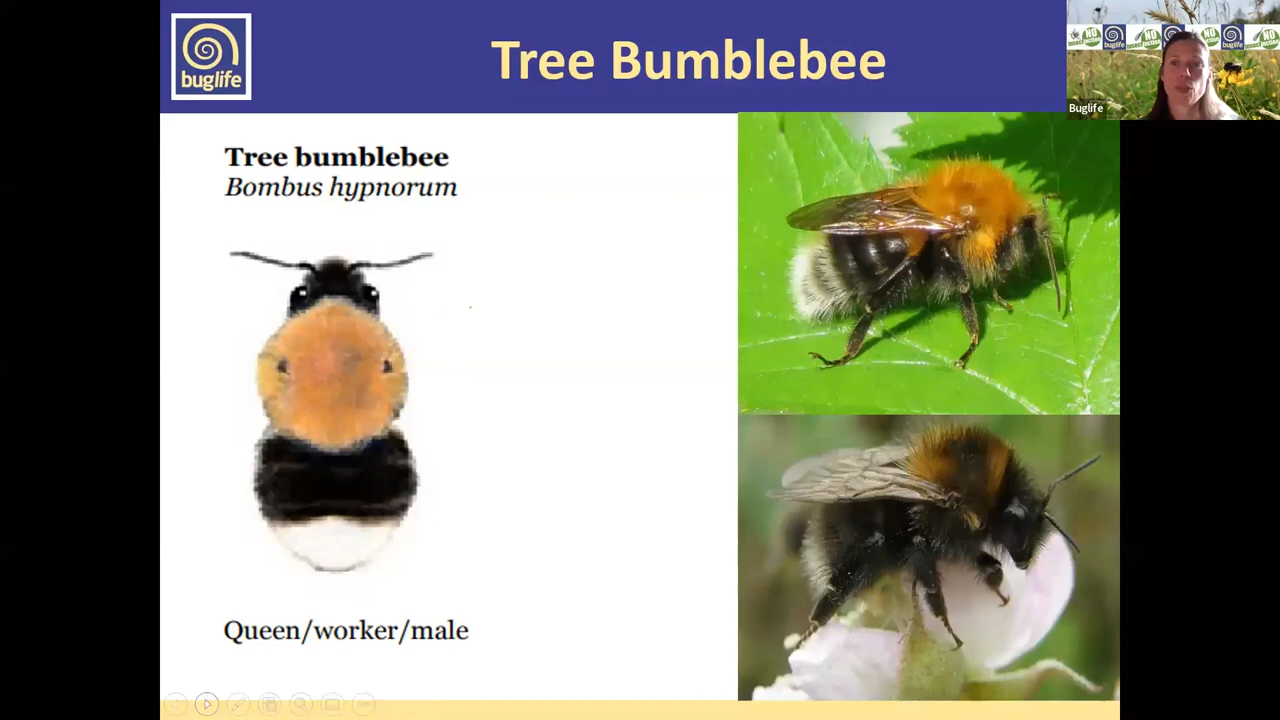 buglife
Tree Bumblebee
Buglife
Tree bumblebee
Bombus hypnorum
Queen/worker/male